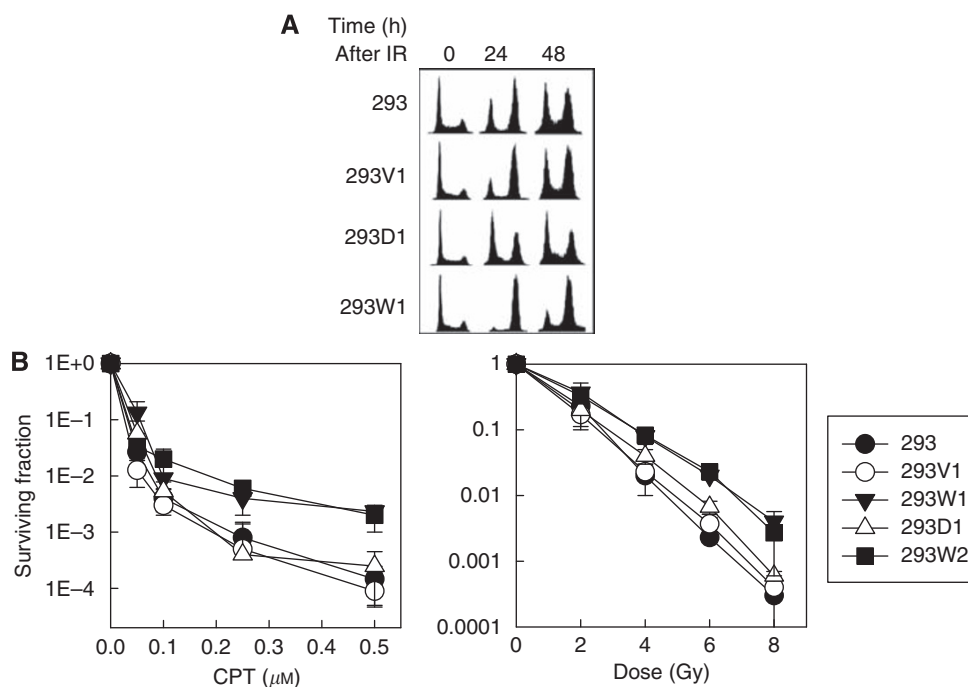 A Time (h)
After IR 0 24 48
293
293V1
293D1
293W1
B
Surviving fraction
1E+0
1E–1
1E–2
1E–3
1E–4
0.0 0.1 0.2 0.3 0.4 0.5
CPT (μM)
1
0.1
0.01
0.001
0.0001
0 2 4 6 8
Dose (Gy)
293
293V1
293W1
293D1
293W2